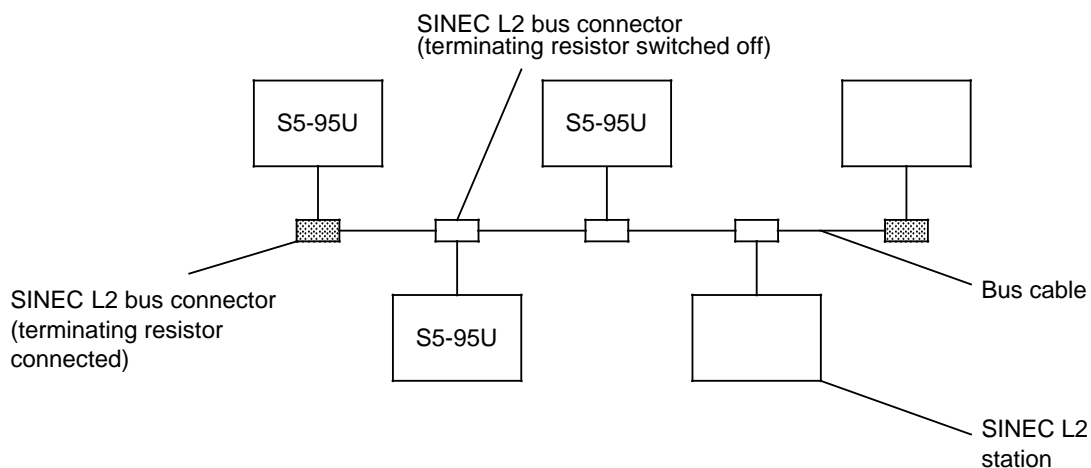 SINEC L2 bus connector
(terminating resistor switched off)
S5-95U
S5-95U
SINEC L2 bus connector
(terminating resistor
connected)
S5-95U
Bus cable
SINEC L2
station